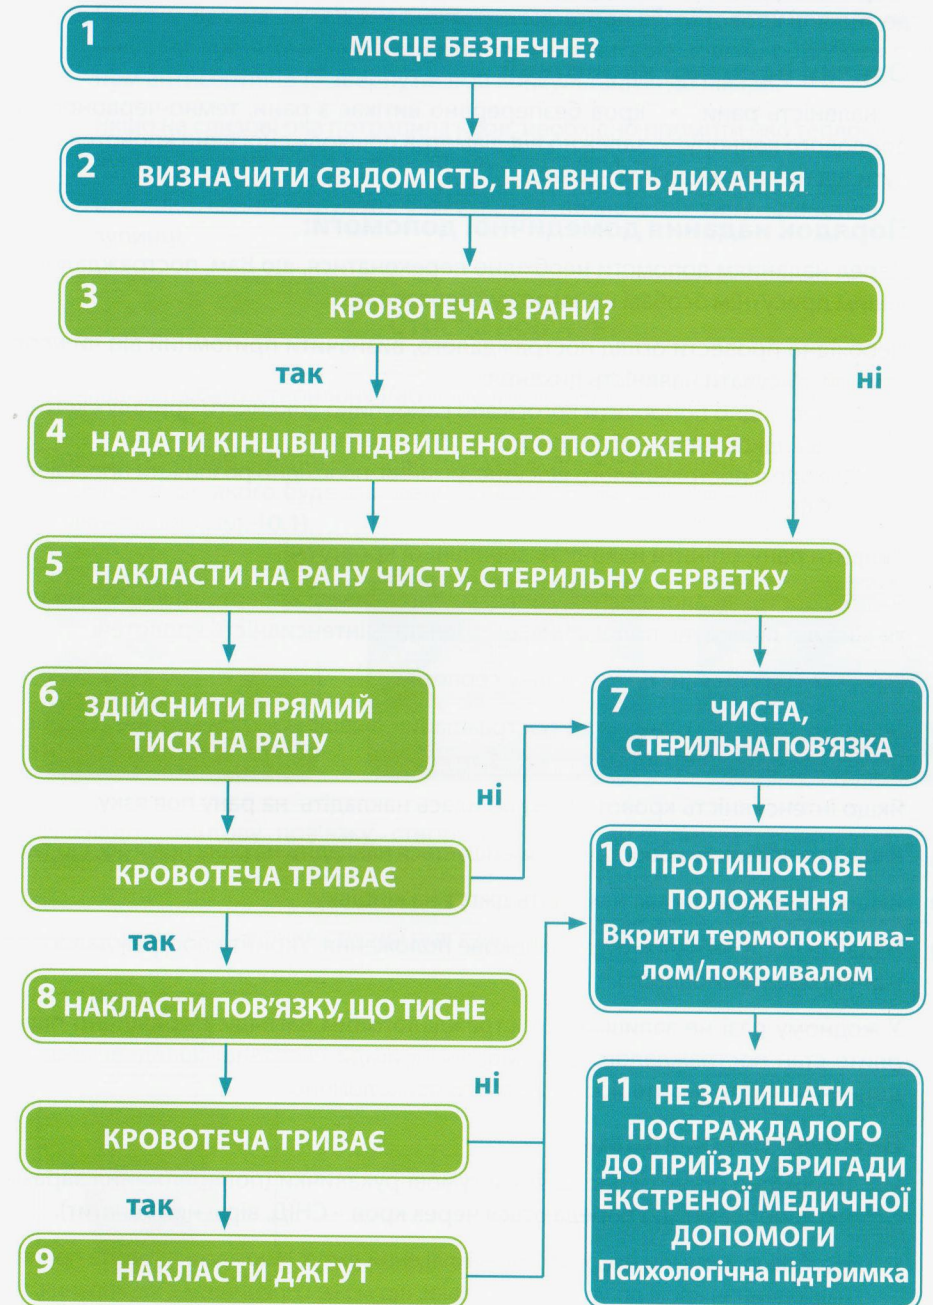 1
МІСЦЕ БЕЗПЕЧНЕ?
2
ВИЗНАЧИТИ СВІДОМІСТЬ, НАЯВНІСТЬ ДИХАННЯ
3
КРОВОТЕЧА З РАНИ?
так
ні
4
НАДАТИ КІНЦІВЦІ ПІДВИЩЕНОГО ПОЛОЖЕННЯ
5
НАКЛАСТИ НА РАНУ ЧИСТУ, СТЕРИЛЬНУ СЕРВЕТКУ
6
ЗДІЙСНИТИ ПРЯМИЙ
ТИСК НА РАНУ
7
ЧИСТА,
СТЕРИЛЬНА ПОВ’ЯЗКА
ні
КРОВОТЕЧА ТРИВАЄ
так
10
ПРОТИШОКОВЕ
ПОЛОЖЕННЯ
Вкрити термопокрива-
лом/покривалом
8
НАКЛАСТИ ПОВ’ЯЗКУ, ЩО ТИСНЕ
ні
КРОВОТЕЧА ТРИВАЄ
так
9
НАКЛАСТИ ДЖГУТ
11
НЕ ЗАЛИШАТИ
ПОСТРАЖДАЛОГО
ДО ПРИЇЗДУ БРИГАДИ
ЕКСТРЕНОЇ МЕДИЧНОЇ
ДОПОМОГИ
Психологічна підтримка